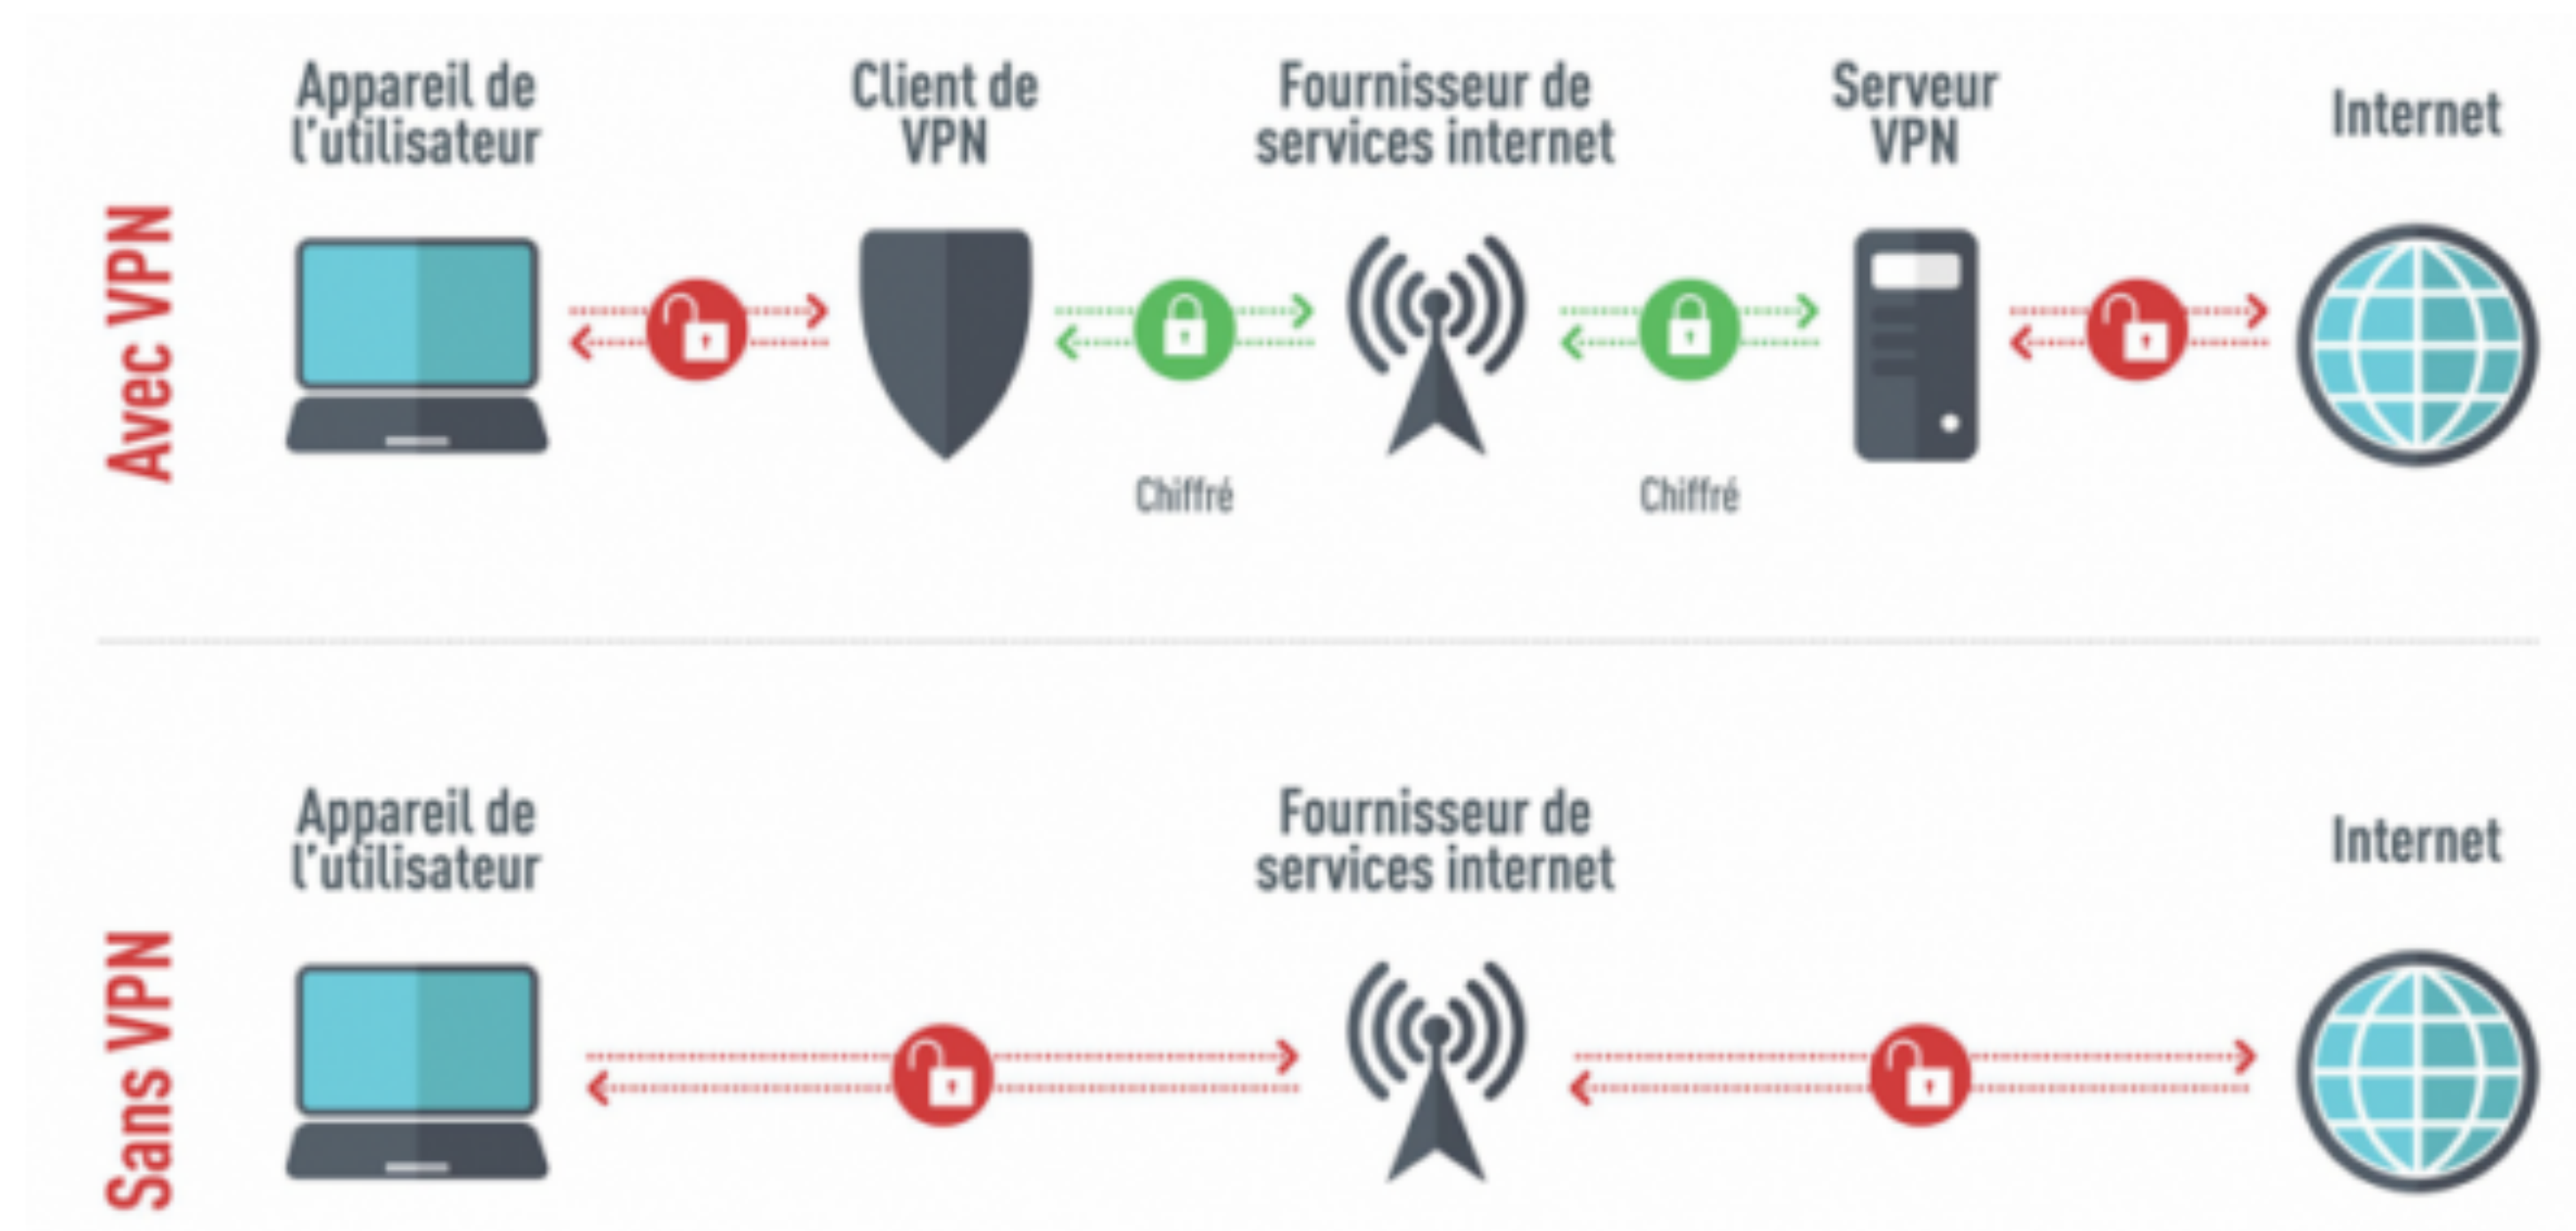 Appareil de
l'utilisateur
Client de
VPN
Fournisseur de
services internet
Serveur
VPN
Internet
Avec VPN
Chiffré
Chiffré
Appareil de
l'utilisateur
Fournisseur de
services internet
Internet
Sans VPN